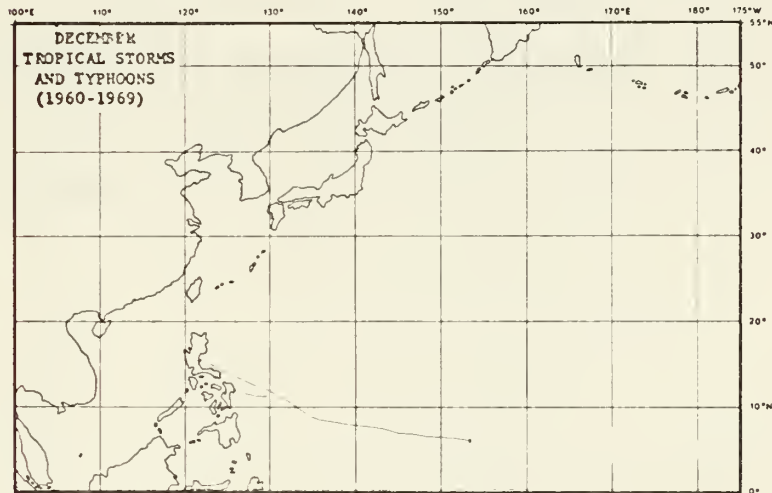 100°E 110° 120° 130° 140° 150° 160° 170° 180° 175°W
55°N
DECEMBER
TROPICAL STORMS
AND TYPHOONS
(1960-1969)
50°
40°
30°
20°
10°N
0°